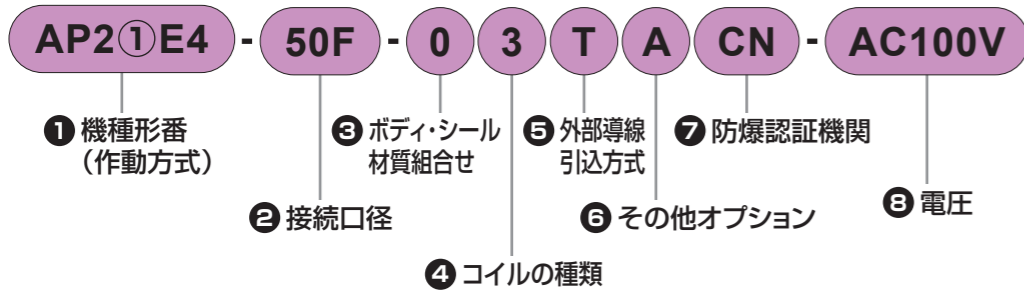 AP2①E4 - 50F - 0 3 T A CN - AC100V
❶ 機種形番
（作動方式）
❷ 接続口径
❸ ボディ・シール
材質組合せ
❹ コイルの種類
❺ 外部導線
引込方式
❻ その他オプション
❼ 防爆認証機関
❽ 電圧